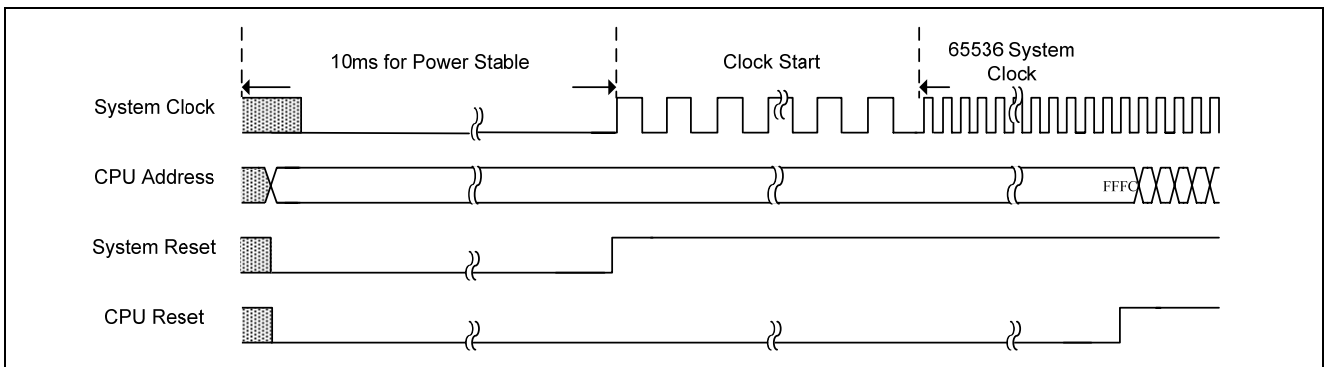 10ms for Power Stable
Clock Start
65536 System
Clock
System Clock
CPU Address
FFFC
System Reset
CPU Reset